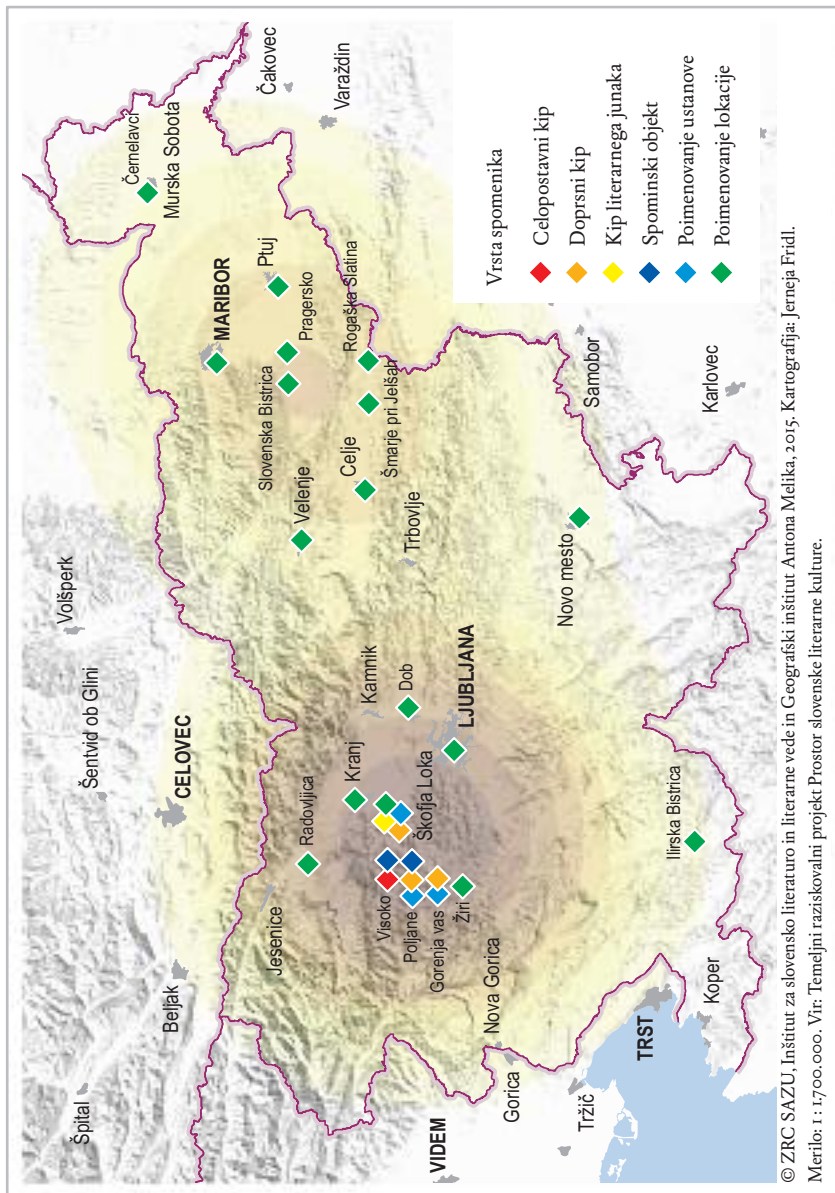 Špital
Beljak
CELOVEC
Šentvid ob Glini
Volšperk
Jesenice
Radovljica
Kranj
Kamnik
Dob
LJUBLJANA
Škofja Loka
Visoko
Poljane
Gorenja vas
Žiri
VIDEM
Gorica
Nova Gorica
Tržič
TRST
Koper
Ilirska Bistrica
Novo mesto
Trbovlje
Velenje
Celje
Slovenska Bistrica
Pragersko
MARIBOR
Ptuj
Šmarje pri Jelšah
Rogaška Slatina
Černelavci
Murska Sobota
Čakovec
Varaždin
Samobor
Karlovec
Vrsta spomenika
Celopostavni kip
Doprsni kip
Kip literarnega junaka
Spominski objekt
Poimenovanje ustanove
Poimenovanje lokacije
© ZRC SAZU, Inštitut za slovensko literaturo in literarne vede in Geografski inštitut Antona Melika, 2015. Kartografija: Jerneja Fridl.
Merilo: 1 : 1.700.000. Vir: Temeljni raziskovalni projekt Prostor slovenske literarne kulture.